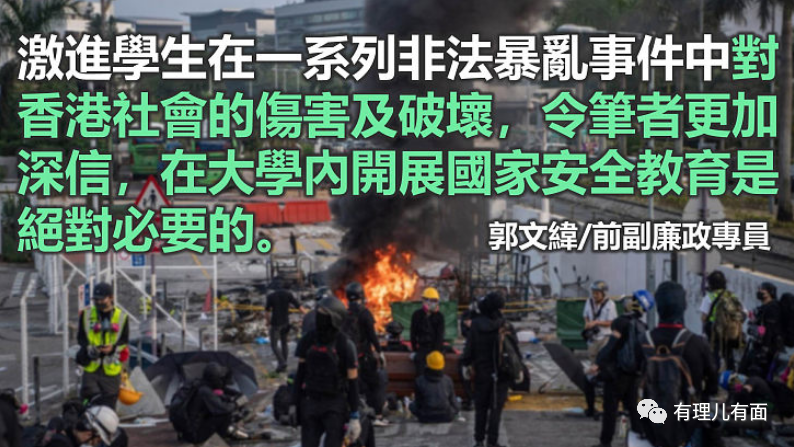 激進學生在一系列非法暴亂事件中對
香港社會的傷害及破壞，令筆者更加
深信，在大學內開展國家安全教育是
絕對必要的。
郭文緯/前副廉政專員
有理儿有面